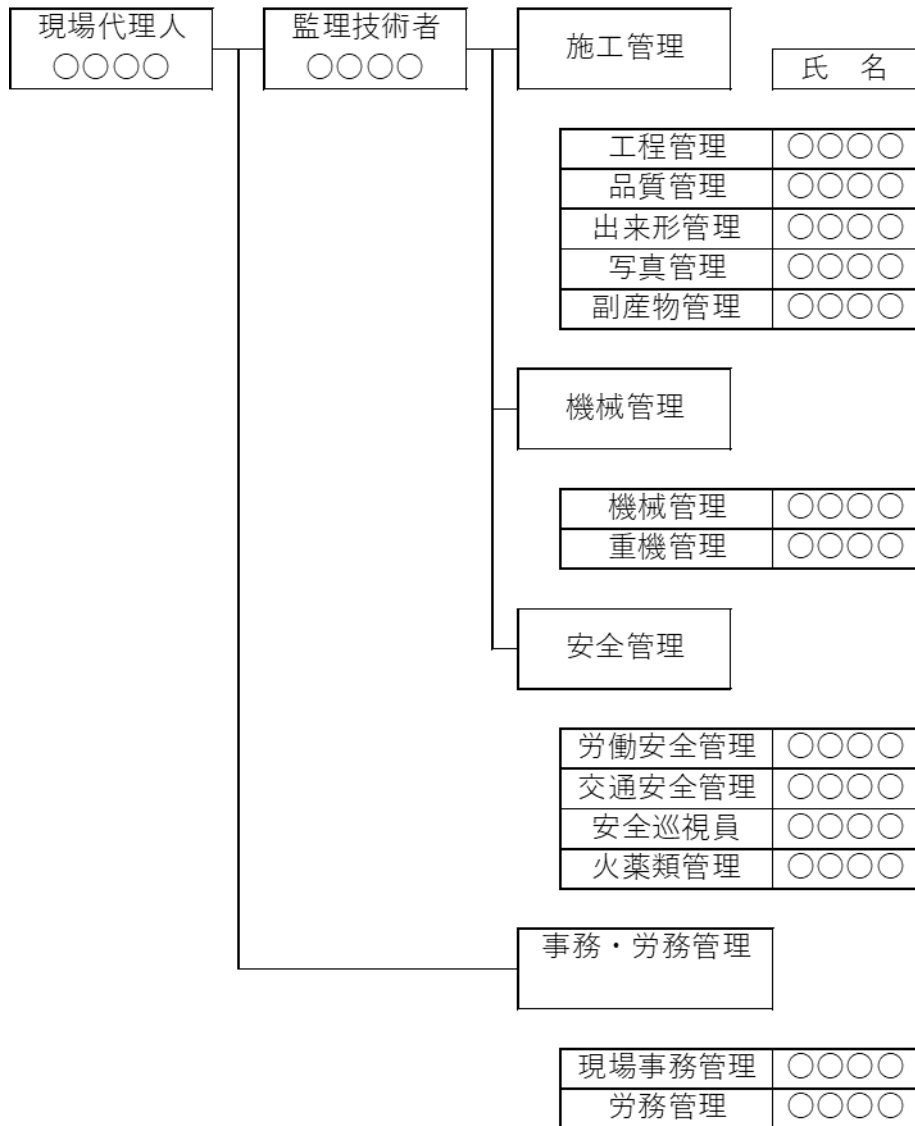 現場代理人
○○○○
監理技術者
○○○○
施工管理
氏　名
工程管理 ○○○○
品質管理 ○○○○
出来形管理 ○○○○
写真管理 ○○○○
副産物管理 ○○○○
機械管理
機械管理 ○○○○
重機管理 ○○○○
安全管理
労働安全管理 ○○○○
交通安全管理 ○○○○
安全巡視員 ○○○○
火薬類管理 ○○○○
事務・労務管理
現場事務管理 ○○○○
労務管理 ○○○○